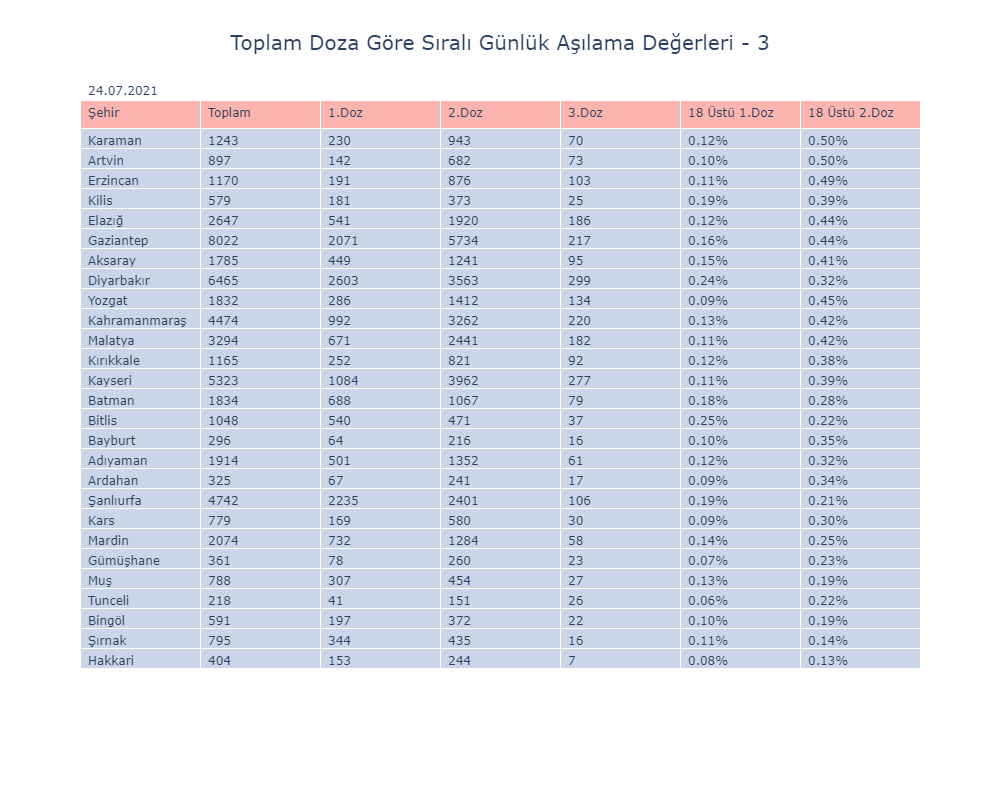 Toplam Doza Göre Sıralı Günlük Aşılama Değerleri - 3
24.07.2021
Şehir Toplam 1.Doz 2.Doz 3.Doz 18 Üstü 1.Doz 18 Üstü 2.Doz
Karaman 1243 230 943 70 0.12% 0.50%
Artvin 897 142 682 73 0.10% 0.50%
Erzincan 1170 191 876 103 0.11% 0.49%
Kilis 579 181 373 25 0.19% 0.39%
Elazığ 2647 541 1920 186 0.12% 0.44%
Gaziantep 8022 2071 5734 217 0.16% 0.44%
Aksaray 1785 449 1241 95 0.15% 0.41%
Diyarbakır 6465 2603 3563 299 0.24% 0.32%
Yozgat 1832 286 1412 134 0.09% 0.45%
Kahramanmaraş 4474 992 3262 220 0.13% 0.42%
Malatya 3294 671 2441 182 0.11% 0.42%
Kırıkkale 1165 252 821 92 0.12% 0.38%
Kayseri 5323 1084 3962 277 0.11% 0.39%
Batman 1834 688 1067 79 0.18% 0.28%
Bitlis 1048 540 471 37 0.25% 0.22%
Bayburt 296 64 216 16 0.10% 0.35%
Adıyaman 1914 501 1352 61 0.12% 0.32%
Ardahan 325 67 241 17 0.09% 0.34%
Şanlıurfa 4742 2235 2401 106 0.19% 0.21%
Kars 779 169 580 30 0.09% 0.30%
Mardin 2074 732 1284 58 0.14% 0.25%
Gümüşhane 361 78 260 23 0.07% 0.23%
Muş 788 307 454 27 0.13% 0.19%
Tunceli 218 41 151 26 0.06% 0.22%
Bingöl 591 197 372 22 0.10% 0.19%
Şırnak 795 344 435 16 0.11% 0.14%
Hakkari 404 153 244 7 0.08% 0.13%